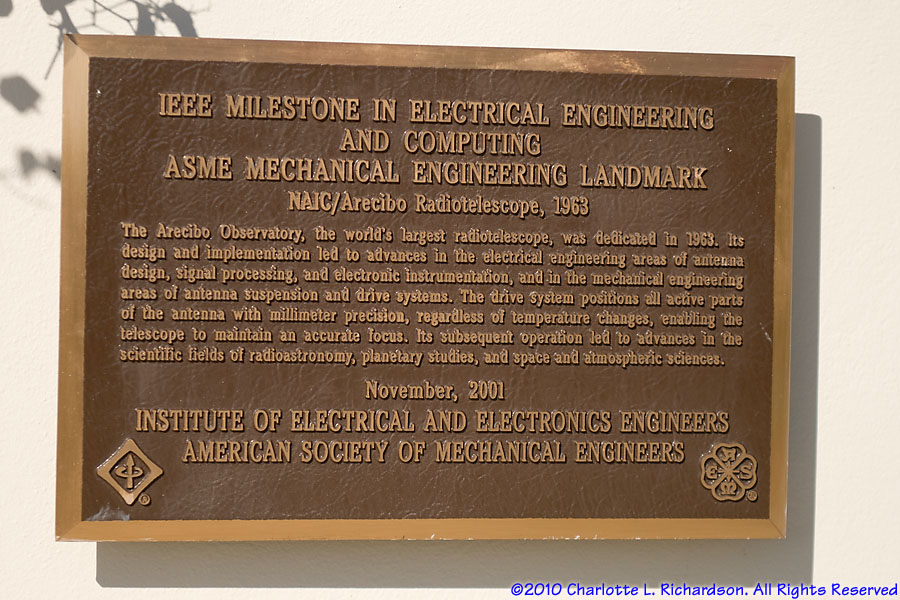 IEEE MILESTONE IN ELECTRICAL ENGINEERING
AND COMPUTING
ASME MECHANICAL ENGINEERING LANDMARK
NAIC/Arecibo Radiotelescope, 1963
The Arecibo Observatory, the world's largest radiotelescope, was dedicated in 1963. Its
design and implementation led to advances in the electrical engineering areas of antenna
design, signal processing, and electronic instrumentation, and in the mechanical engineering
areas of antenna suspension and drive systems. The drive system positions all active parts
of the antenna with millimeter precision, regardless of temperature changes, enabling the
telescope to maintain an accurate focus. Its subsequent operation led to advances in the
scientific fields of radioastronomy, planetary studies, and space and atmospheric sciences.
November, 2001
INSTITUTE OF ELECTRICAL AND ELECTRONICS ENGINEERS
AMERICAN SOCIETY OF MECHANICAL ENGINEERS
®
A
E S
M
®
©2010 Charlotte L. Richardson. All Rights Reserved